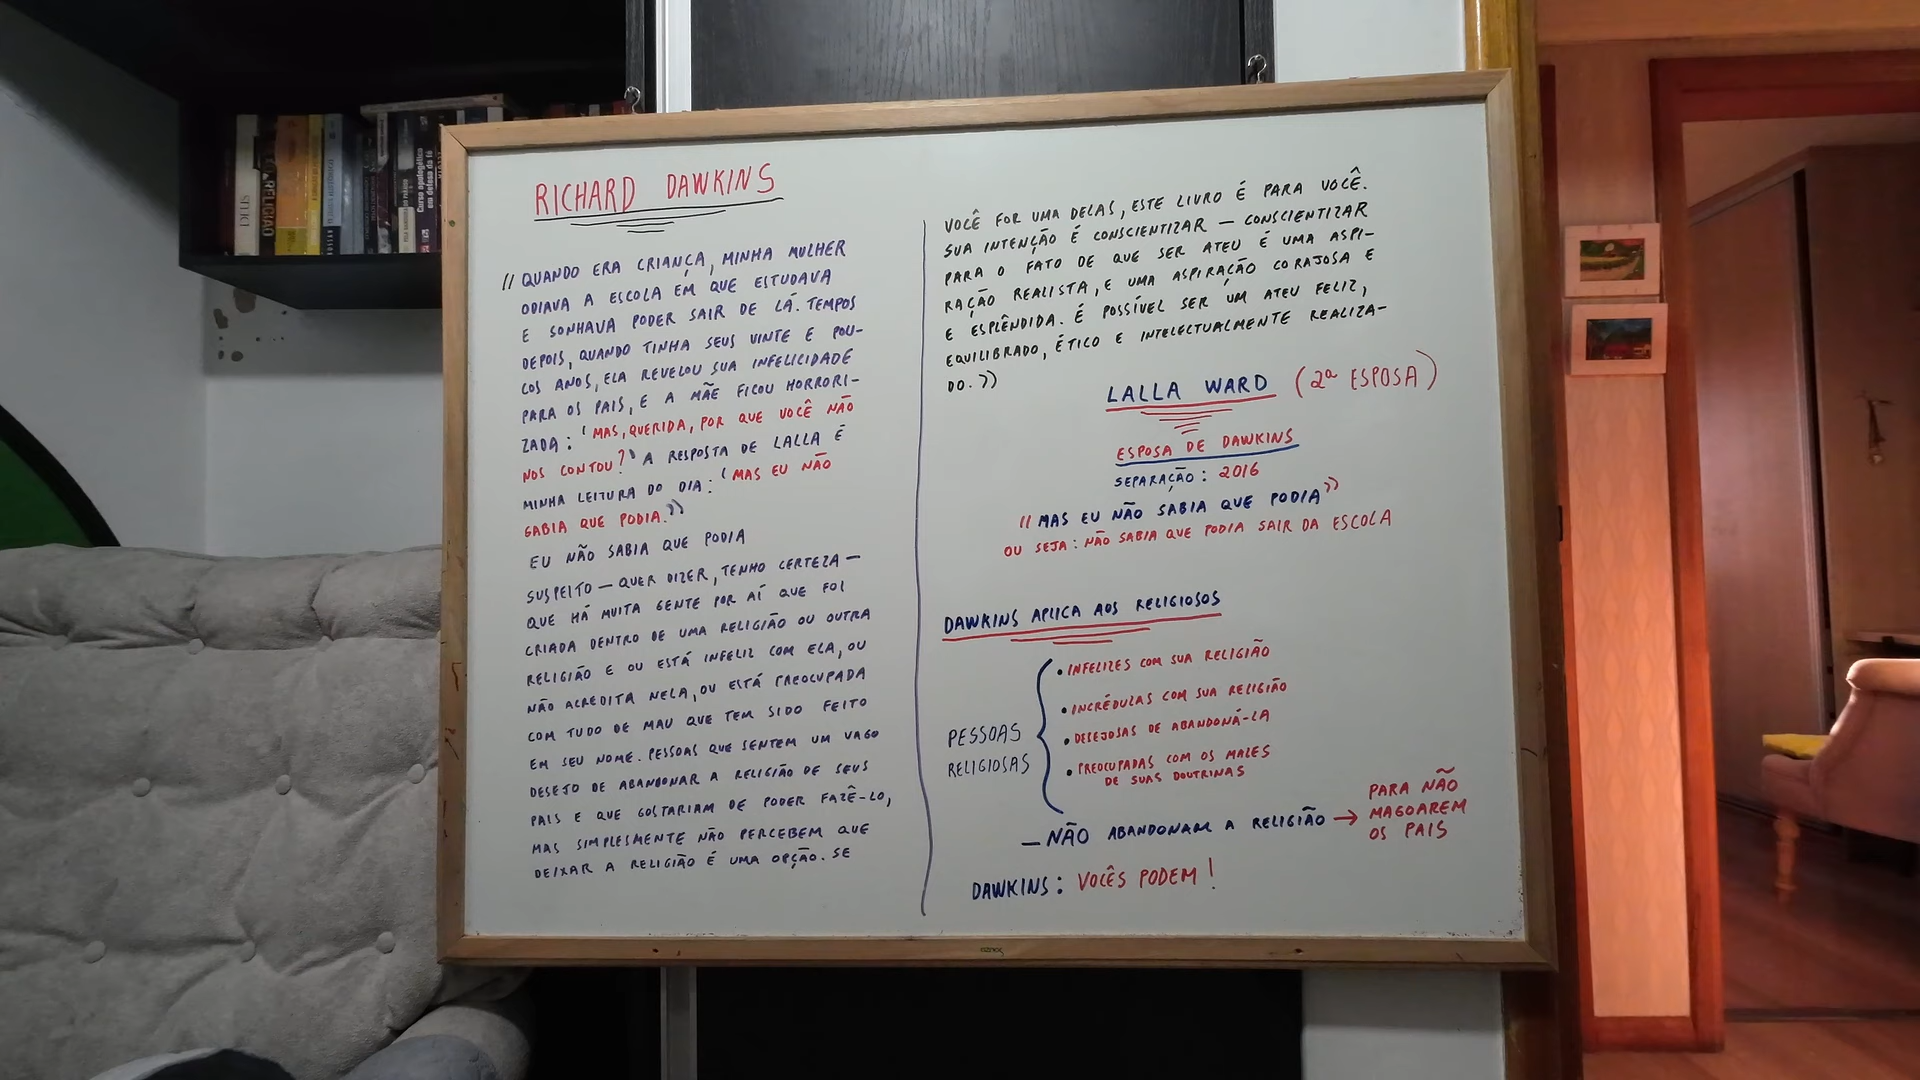 RICHARD DAWKINS
"QUANDO ERA CRIANÇA, MINHA MULHER
ODIAVA A ESCOLA EM QUE ESTUDAVA
E SONHAVA PODER SAIR DE LÁ. TEMPOS
DEPOIS, QUANDO TINHA SEUS VINTE E POU-
COS ANOS, ELA REVELOU SUA INFELICIDADE
PARA OS PAIS, E A MÃE FICOU HORRORI-
ZADA: 'MAS, QUERIDA, POR QUE VOCÊ NÃO
NOS CONTOU?' A RESPOSTA DE LALLA É
MINHA LEITURA DO DIA: 'MAS EU NÃO
SABIA QUE PODIA.'"
EU NÃO SABIA QUE PODIA
SUSPEITO — QUER DIZER, TENHO CERTEZA —
QUE HÁ MUITA GENTE POR AÍ QUE FOI
CRIADA DENTRO DE UMA RELIGIÃO OU OUTRA
RELIGIÃO E OU ESTÁ INFELIZ COM ELA, OU
NÃO ACREDITA NELA, OU ESTÁ PREOCUPADA
COM TUDO DE MAU QUE TEM SIDO FEITO
EM SEU NOME. PESSOAS QUE SENTEM UM VAGO
DESEJO DE ABANDONAR A RELIGIÃO DE SEUS
PAIS E QUE GOSTARIAM DE PODER FAZÊ-LO,
MAS SIMPLESMENTE NÃO PERCEBEM QUE
DEIXAR A RELIGIÃO É UMA OPÇÃO. SE
VOCÊ FOR UMA DELAS, ESTE LIVRO É PARA VOCÊ.
SUA INTENÇÃO É CONSCIENTIZAR — CONSCIENTIZAR
PARA O FATO DE QUE SER ATEU É UMA ASPI-
RAÇÃO REALISTA, E UMA ASPIRAÇÃO CORAJOSA E
E ESPLÊNDIDA. É POSSÍVEL SER UM ATEU FELIZ,
EQUILIBRADO, ÉTICO E INTELECTUALMENTE REALIZA-
DO."
LALLA WARD (2ª ESPOSA)
ESPOSA DE DAWKINS
SEPARAÇÃO: 2016
"MAS EU NÃO SABIA QUE PODIA"
OU SEJA: NÃO SABIA QUE PODIA SAIR DA ESCOLA
DAWKINS APLICA AOS RELIGIOSOS
PESSOAS
RELIGIOSAS
• INFELIZES COM SUA RELIGIÃO
• INCRÉDULAS COM SUA RELIGIÃO
• DESEJOSAS DE ABANDONÁ-LA
• PREOCUPADAS COM OS MALES
DE SUAS DOUTRINAS
— NÃO ABANDONAM A RELIGIÃO → PARA NÃO
MAGOAREM
OS PAIS
DAWKINS: VOCÊS PODEM!
RELIGIÃO
Curso apologético
em defesa da fé